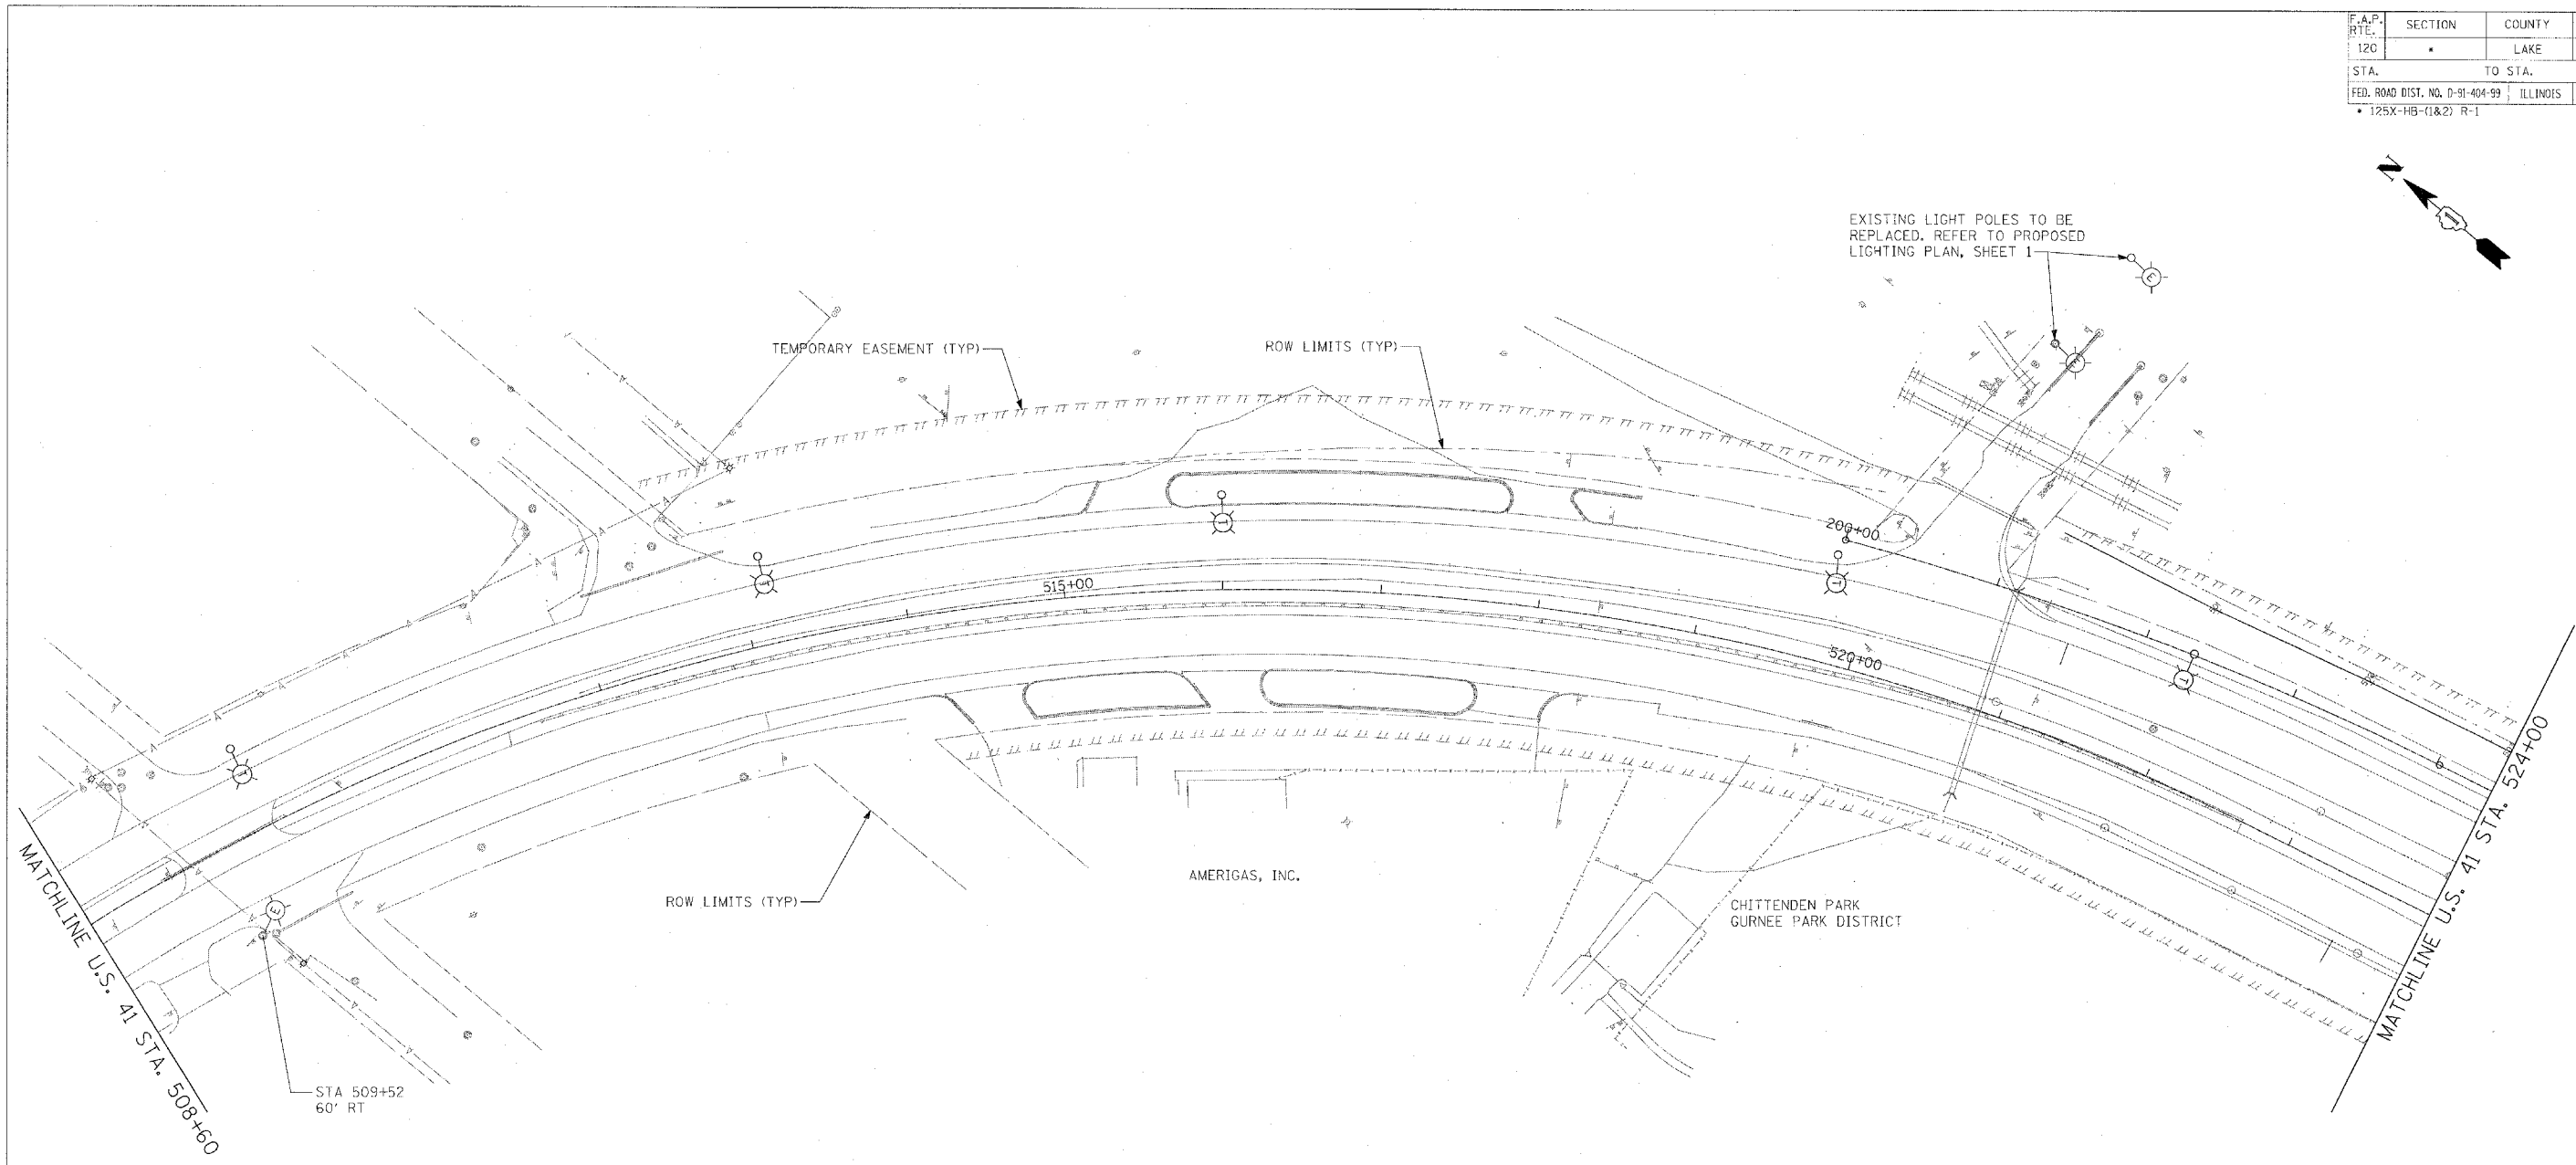 F.A.P. RTE. SECTION COUNTY
120 * LAKE
STA. TO STA.
FED. ROAD DIST. NO. D-91-404-99 ILLINOIS
* 125X-HB-(1&2) R-1
N
EXISTING LIGHT POLES TO BE
REPLACED. REFER TO PROPOSED
LIGHTING PLAN, SHEET 1
E
E
TEMPORARY EASEMENT (TYP)
ROW LIMITS (TYP)
200+00
T
T
T
515+00
520+00
T
T
ROW LIMITS (TYP)
AMERIGAS, INC.
CHITTENDEN PARK
GURNEE PARK DISTRICT
E
MATCHLINE U.S. 41 STA. 508+60
MATCHLINE U.S. 41 STA. 524+00
STA 509+52
60' RT